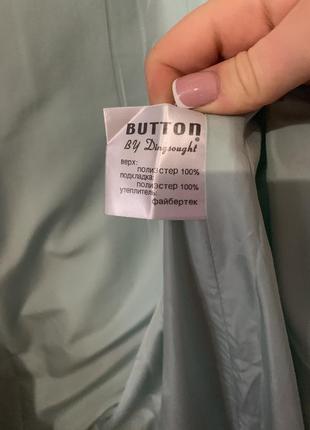 BUTTON
BY Dingsought ®
верх:
полиэстер 100%
подкладка:
полиэстер 100%
утеплитель:
файбертек